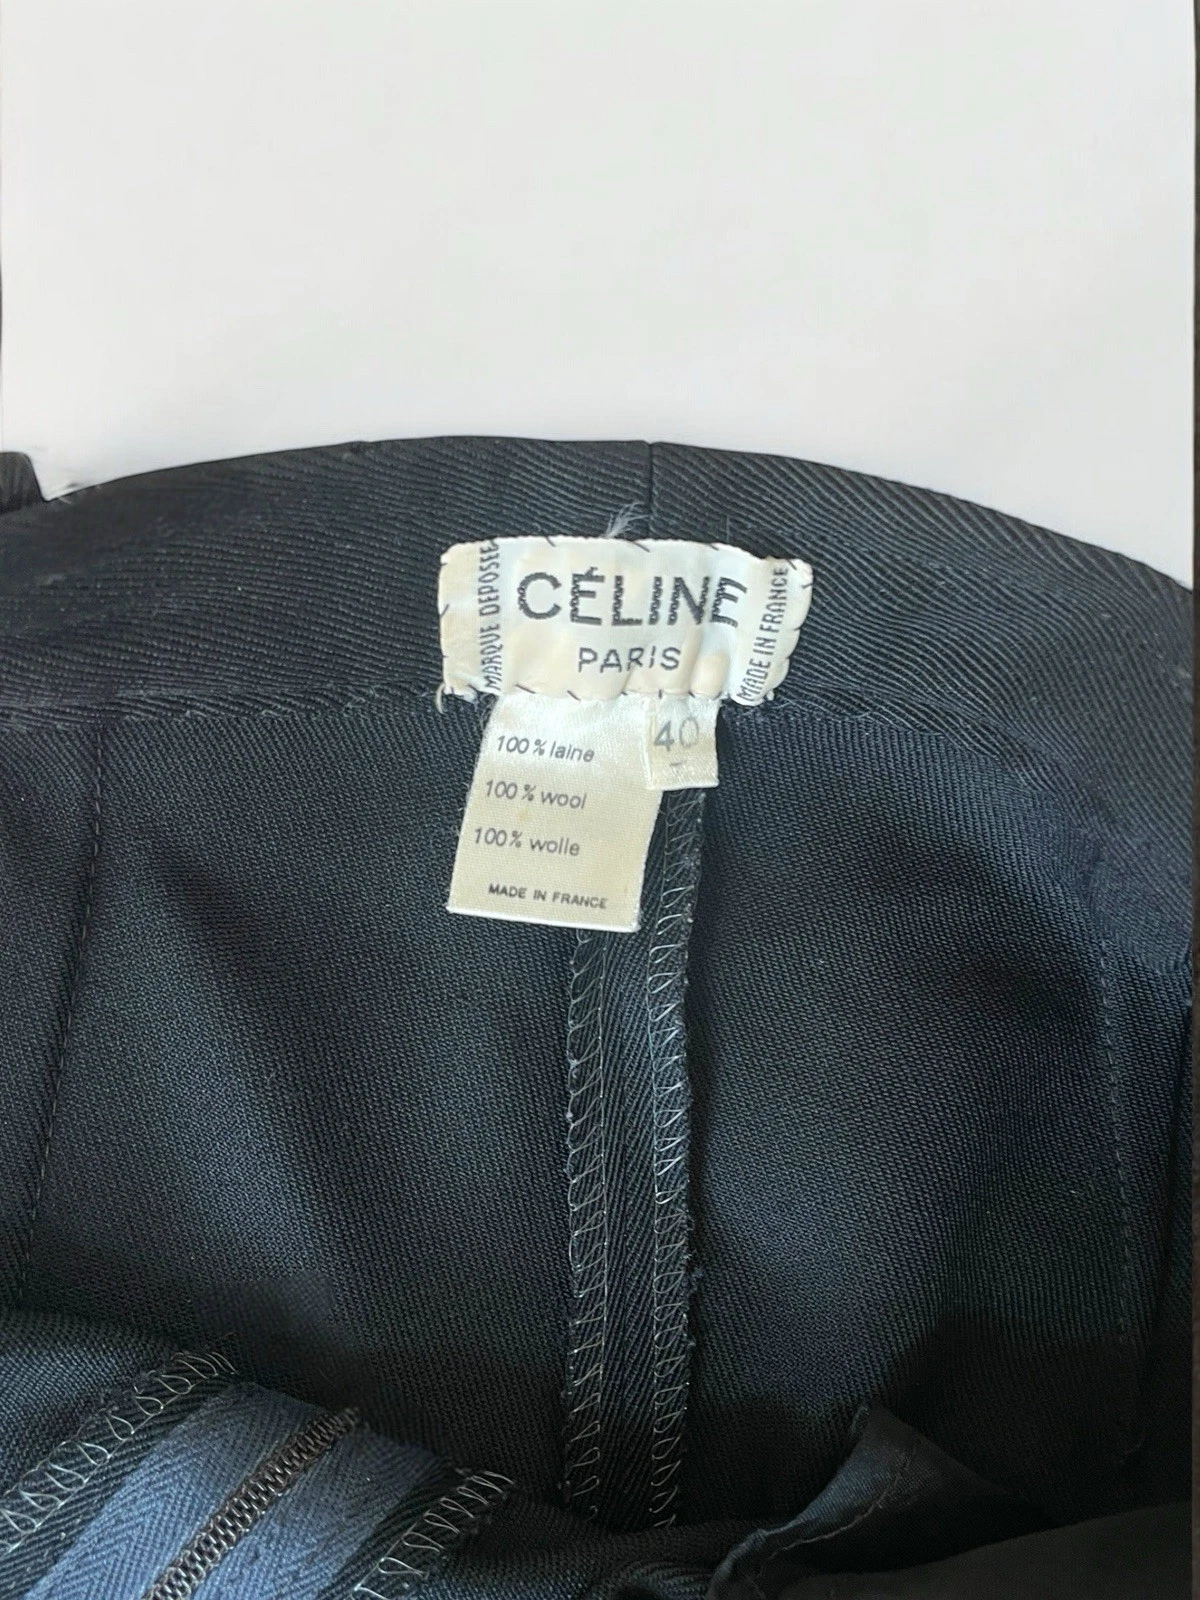 MARQUE DEPOSEE
CÉLINE
PARIS
MADE IN FRANCE
40
100% laine
100% wool
100% wolle
MADE IN FRANCE